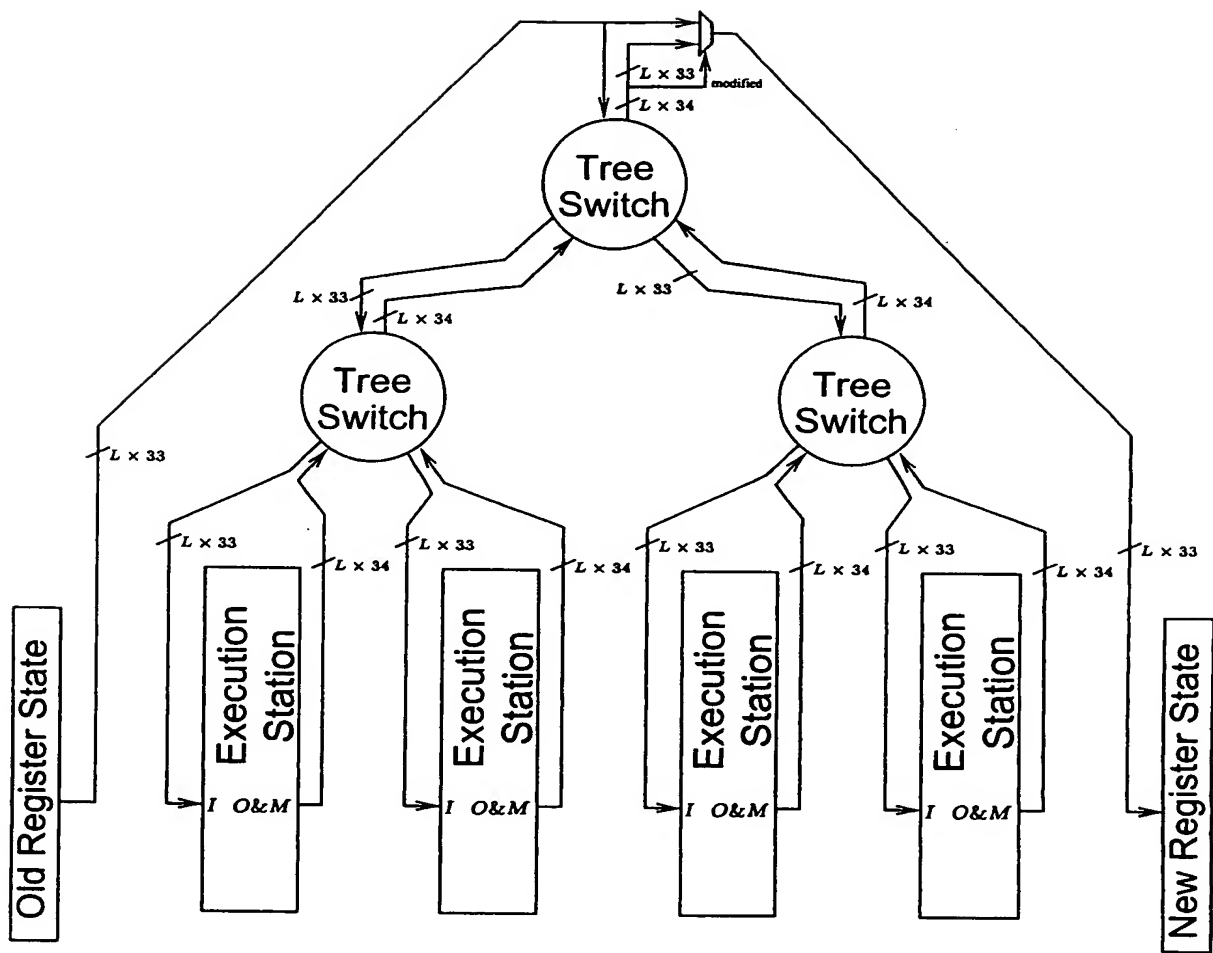 L × 33
modified
L × 34
Tree
Switch
L × 33
L × 34
L × 33
L × 34
Tree
Switch
Tree
Switch
L × 33
L × 33
L × 34
L × 33
L × 34
L × 33
L × 34
L × 33
L × 34
L × 33
Old Register State
Execution
Station
I O&M
Execution
Station
I O&M
Execution
Station
I O&M
Execution
Station
I O&M
New Register State